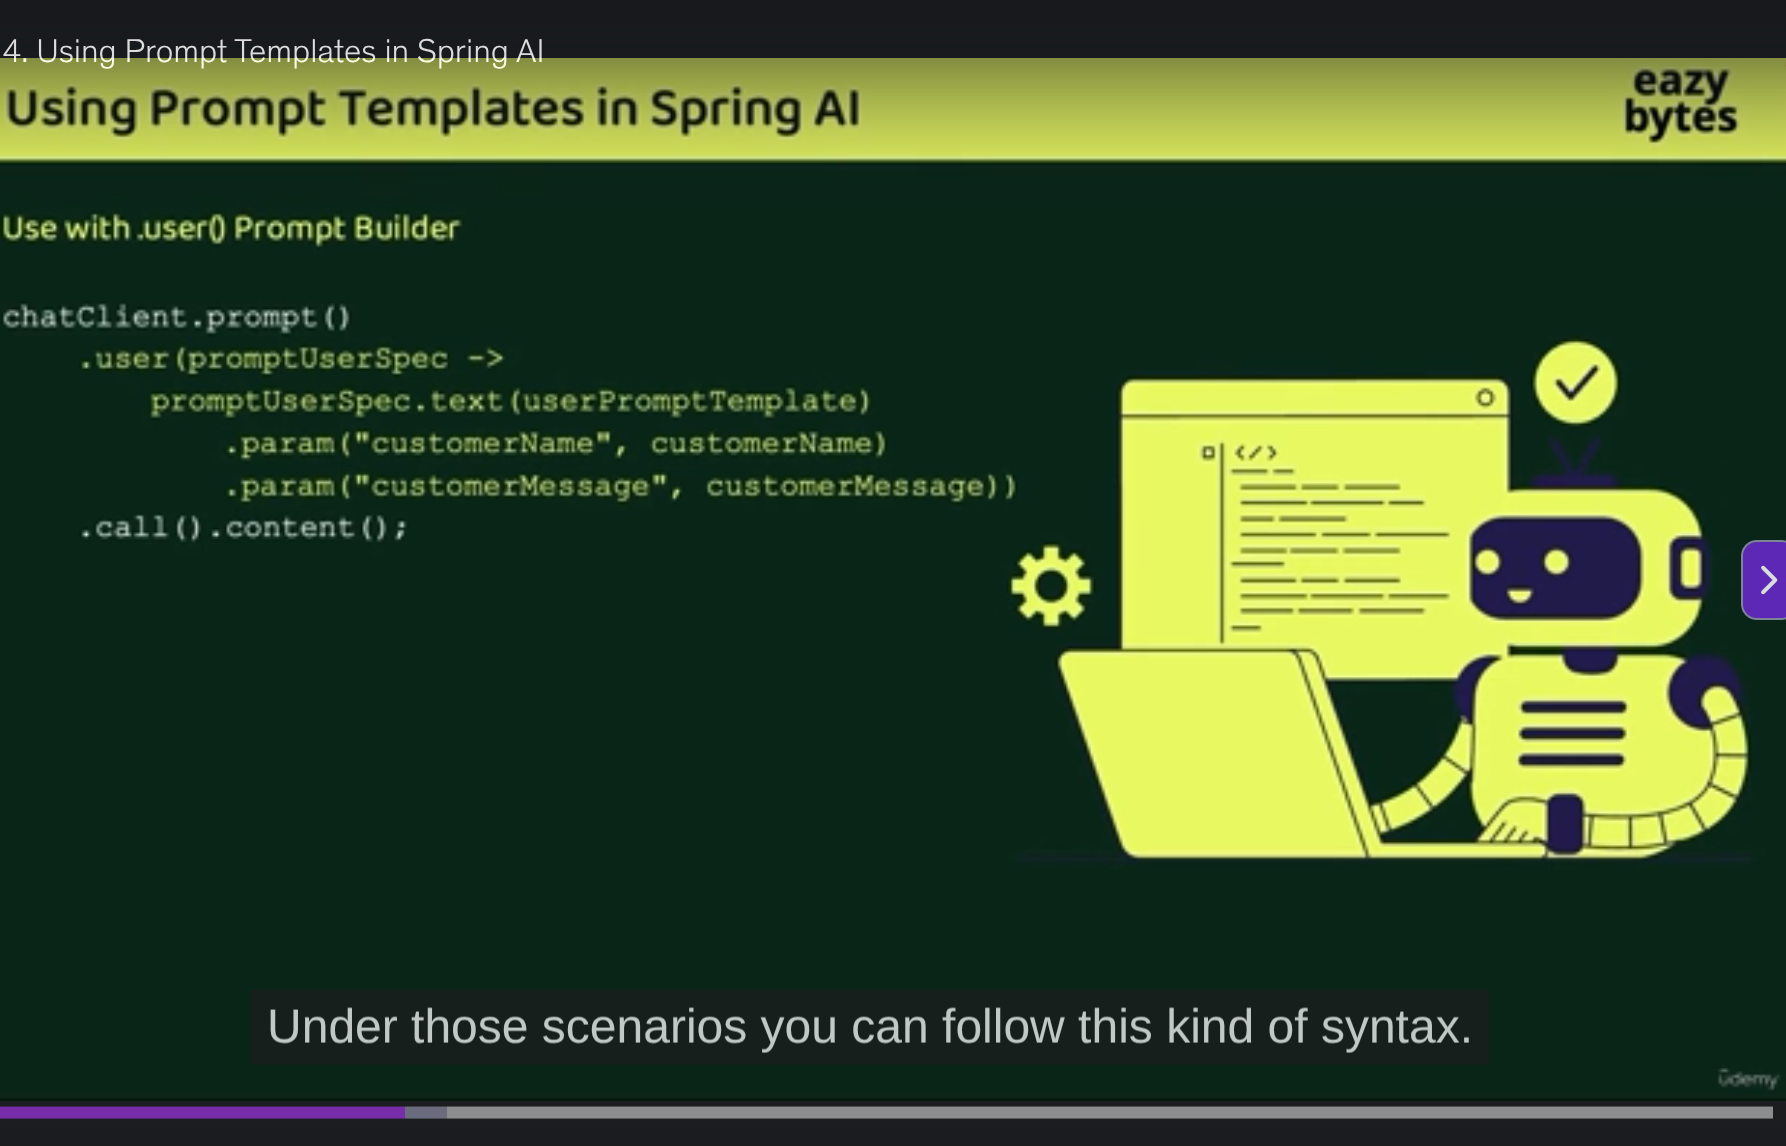 4. Using Prompt Templates in Spring AI
Using Prompt Templates in Spring AI
eazy
bytes
Use with .user() Prompt Builder
chatClient.prompt()
.user(promptUserSpec ->
promptUserSpec.text(userPromptTemplate)
.param("customerName", customerName)
.param("customerMessage", customerMessage))
.call().content();
</>
Under those scenarios you can follow this kind of syntax.
ûdemy